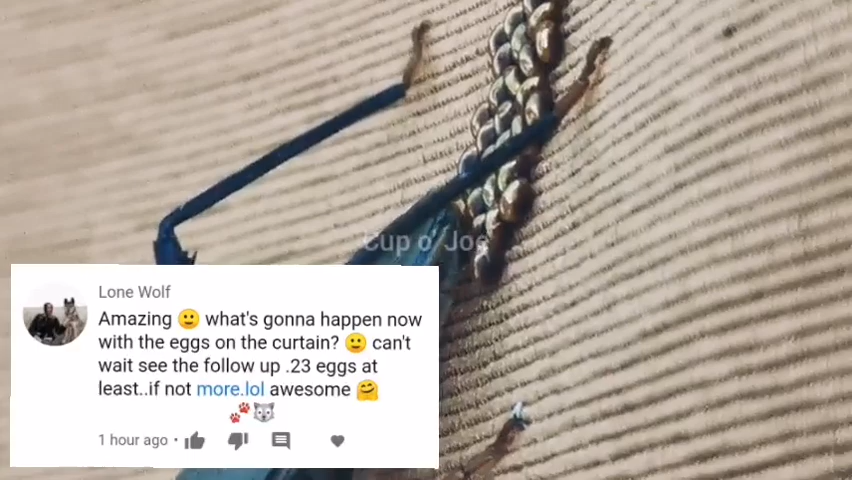 Cup o' Joe
Lone Wolf
Amazing 🙂 what's gonna happen now
with the eggs on the curtain? 🙂 can't
wait see the follow up .23 eggs at
least..if not more.lol awesome 🤗
🐾🐺
1 hour ago •